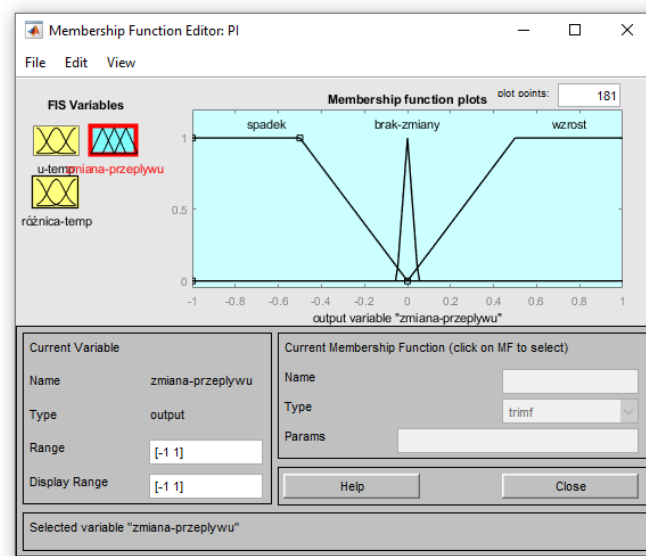 Membership Function Editor: PI
File Edit View
FIS Variables
u-temp
zmiana-przeplywu
różnica-temp
Membership function plots
plot points:
181
spadek brak-zmiany wzrost
1
0.5
0
-1 -0.8 -0.6 -0.4 -0.2 0 0.2 0.4 0.6 0.8 1
output variable "zmiana-przeplywu"
Current Variable
Name zmiana-przeplywu
Type output
Range [-1 1]
Display Range [-1 1]
Current Membership Function (click on MF to select)
Name
Type trimf
Params
Help Close
Selected variable "zmiana-przeplywu"